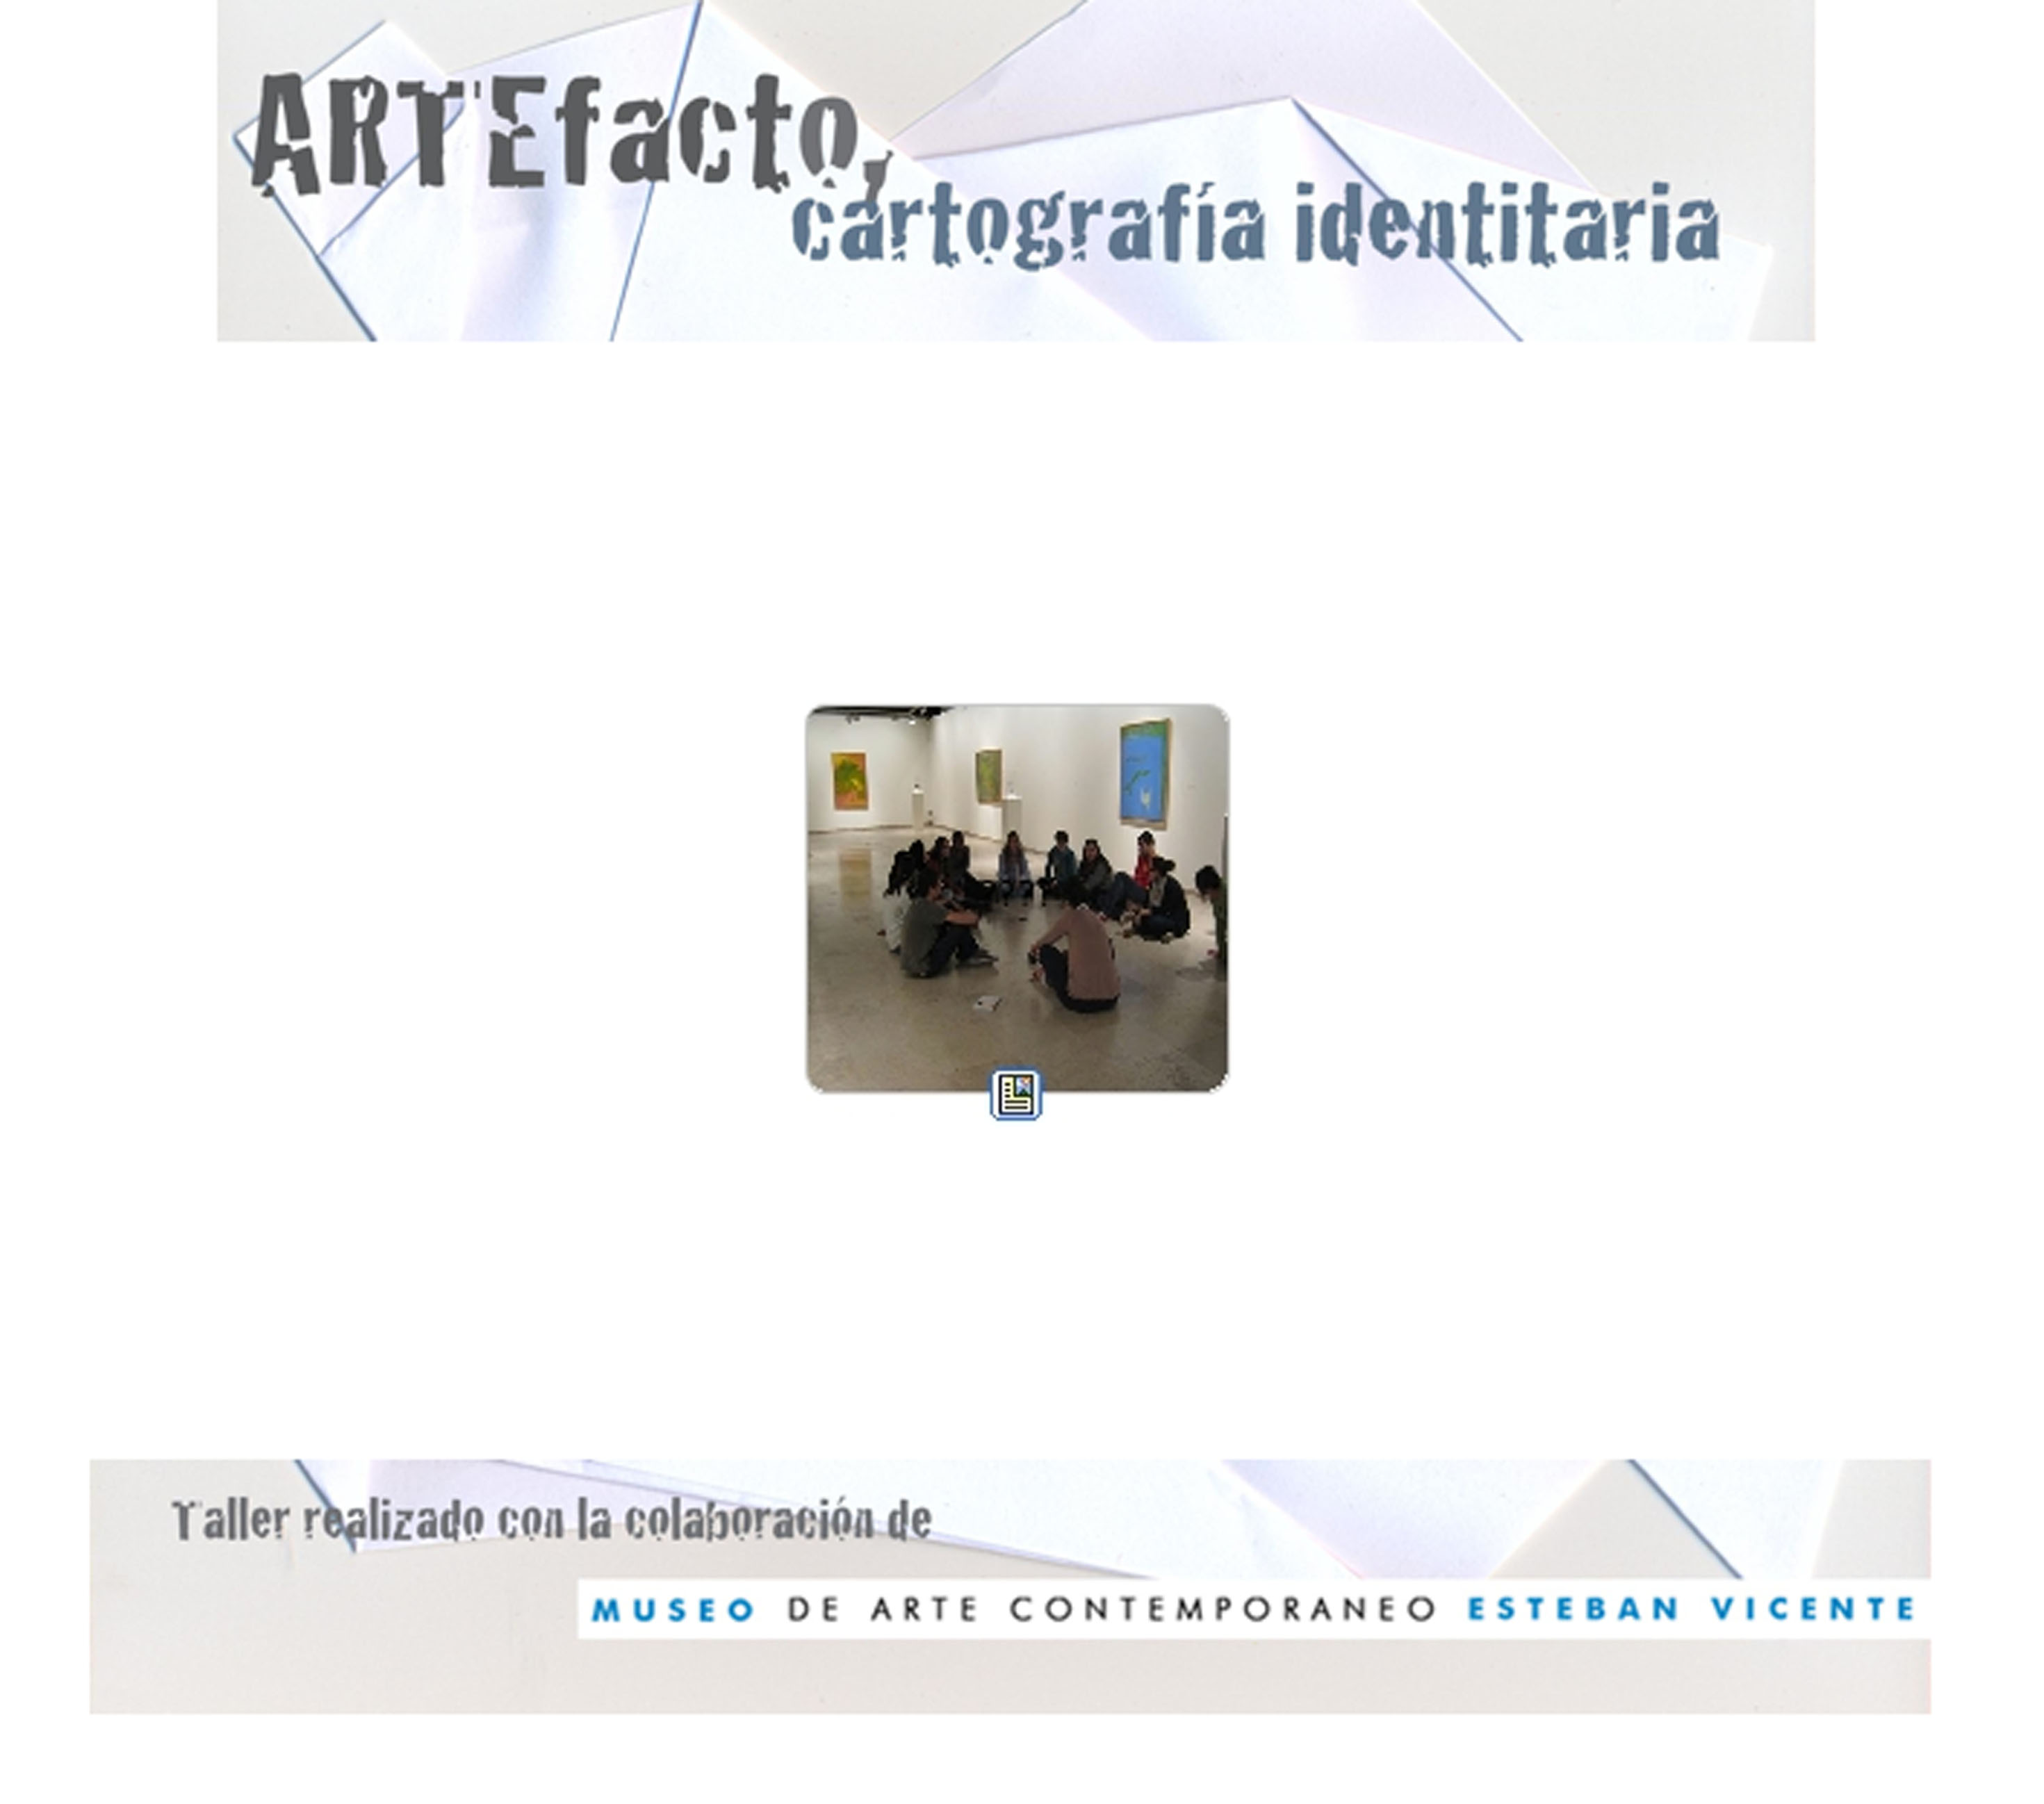 ARTEfacto,
cartografía identitaria
Taller realizado con la colaboración de
MUSEO DE ARTE CONTEMPORANEO ESTEBAN VICENTE